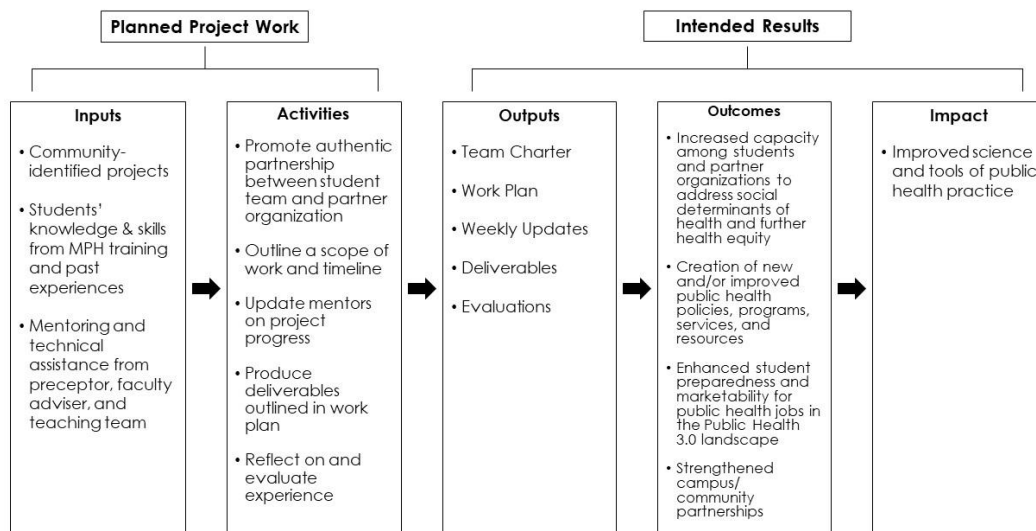 Planned Project Work
Intended Results
Inputs
• Community-
identified projects
• Students'
knowledge & skills
from MPH training
and past
experiences
• Mentoring and
technical
assistance from
preceptor, faculty
adviser, and
teaching team
Activities
• Promote authentic
partnership
between student
team and partner
organization
• Outline a scope of
work and timeline
• Update mentors
on project
progress
• Produce
deliverables
outlined in work
plan
• Reflect on and
evaluate
experience
Outputs
• Team Charter
• Work Plan
• Weekly Updates
• Deliverables
• Evaluations
Outcomes
• Increased capacity
among students
and partner
organizations to
address social
determinants of
health and further
health equity
• Creation of new
and/or improved
public health
policies, programs,
services, and
resources
• Enhanced student
preparedness and
marketability for
public health jobs in
the Public Health
3.0 landscape
• Strengthened
campus/
community
partnerships
Impact
• Improved science
and tools of public
health practice